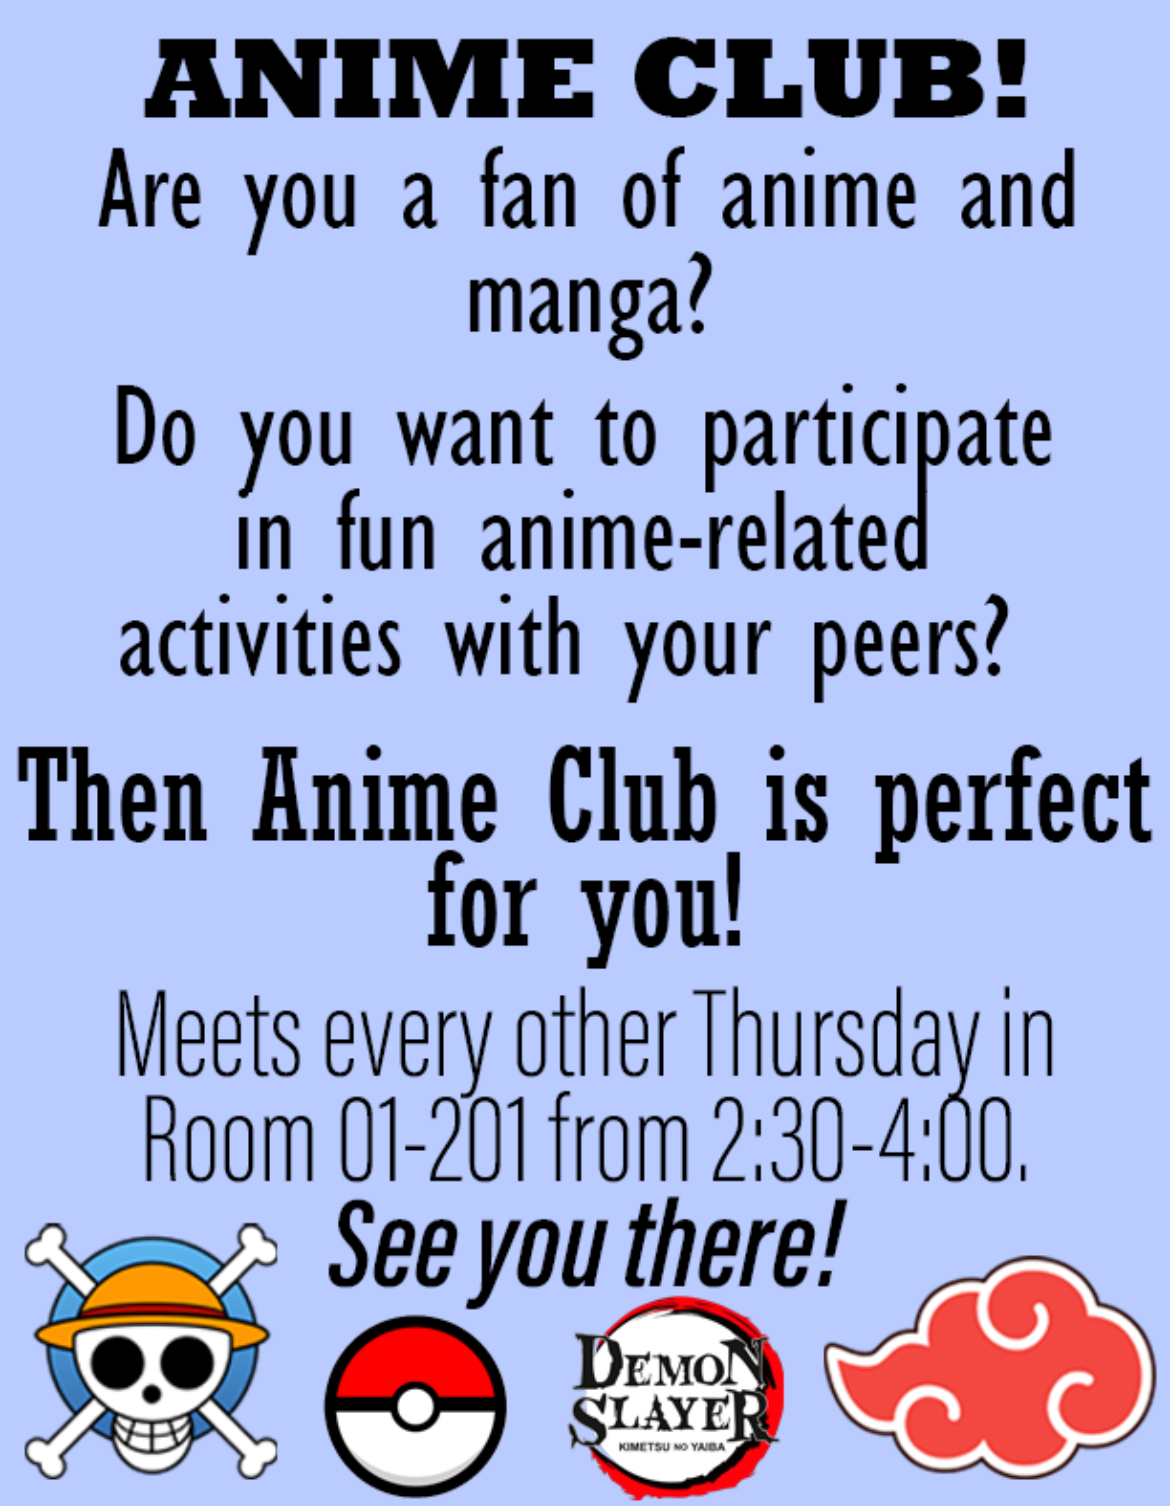 ANIME CLUB!
Are you a fan of anime and
manga?
Do you want to participate
in fun anime-related
activities with your peers?
Then Anime Club is perfect
for you!
Meets every other Thursday in
Room 01-201 from 2:30-4:00.
See you there!
DEMON
SLAYER
KIMETSU NO YAIBA